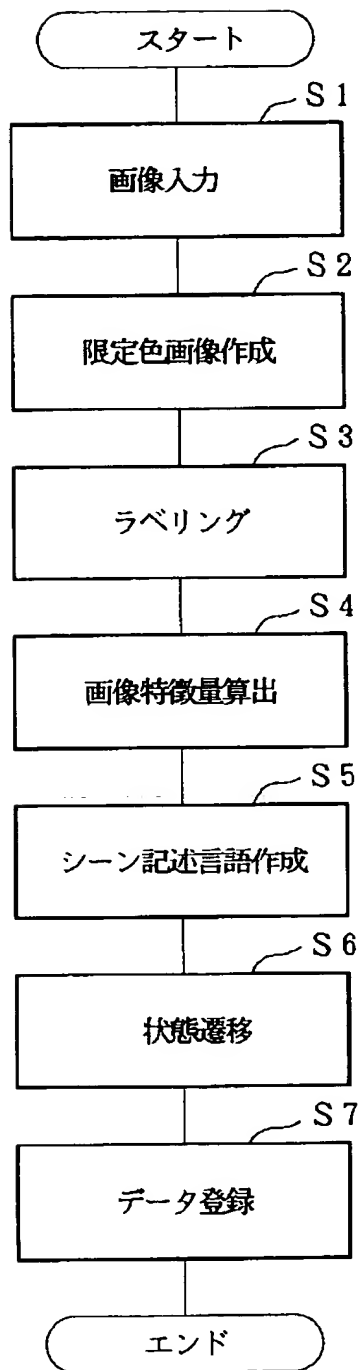 スタート
S1
画像入力
S2
限定色画像作成
S3
ラベリング
S4
画像特徴量算出
S5
シーン記述言語作成
S6
状態遷移
S7
データ登録
エンド